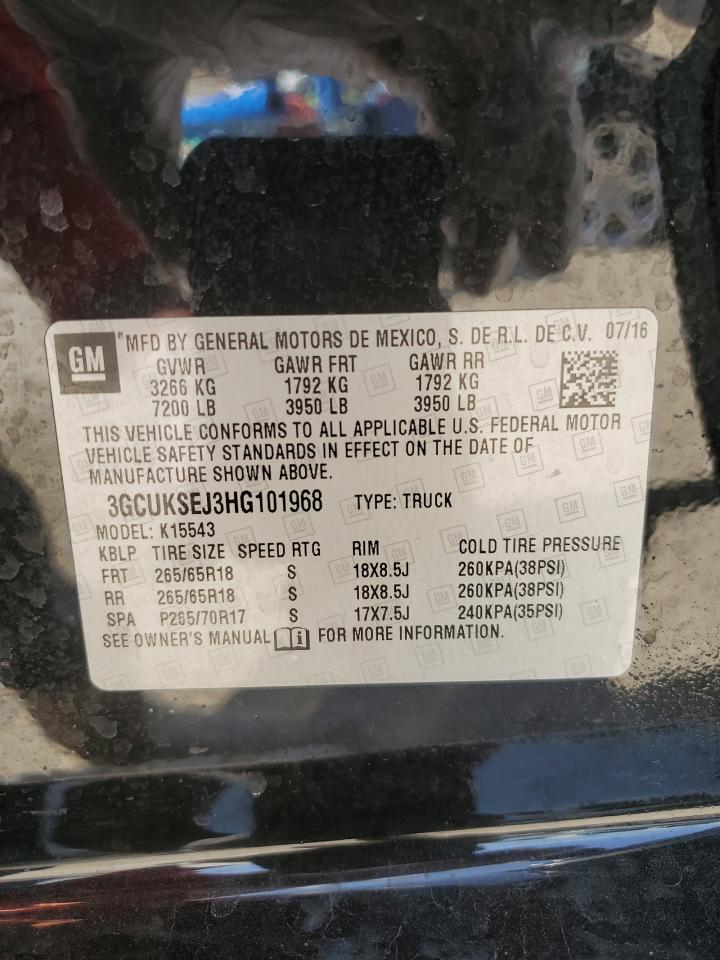 GM
®MFD BY GENERAL MOTORS DE MEXICO, S. DE R.L. DE C.V. 07/16
GVWR GAWR FRT GAWR RR
3266 KG 1792 KG 1792 KG
7200 LB 3950 LB 3950 LB
THIS VEHICLE CONFORMS TO ALL APPLICABLE U.S. FEDERAL MOTOR
VEHICLE SAFETY STANDARDS IN EFFECT ON THE DATE OF
MANUFACTURE SHOWN ABOVE.
3GCUKSEJ3HG101968 TYPE: TRUCK
MODEL: K15543
KBLP TIRE SIZE SPEED RTG RIM COLD TIRE PRESSURE
FRT 265/65R18 S 18X8.5J 260KPA(38PSI)
RR 265/65R18 S 18X8.5J 260KPA(38PSI)
SPA P265/70R17 S 17X7.5J 240KPA(35PSI)
SEE OWNER'S MANUAL i FOR MORE INFORMATION.